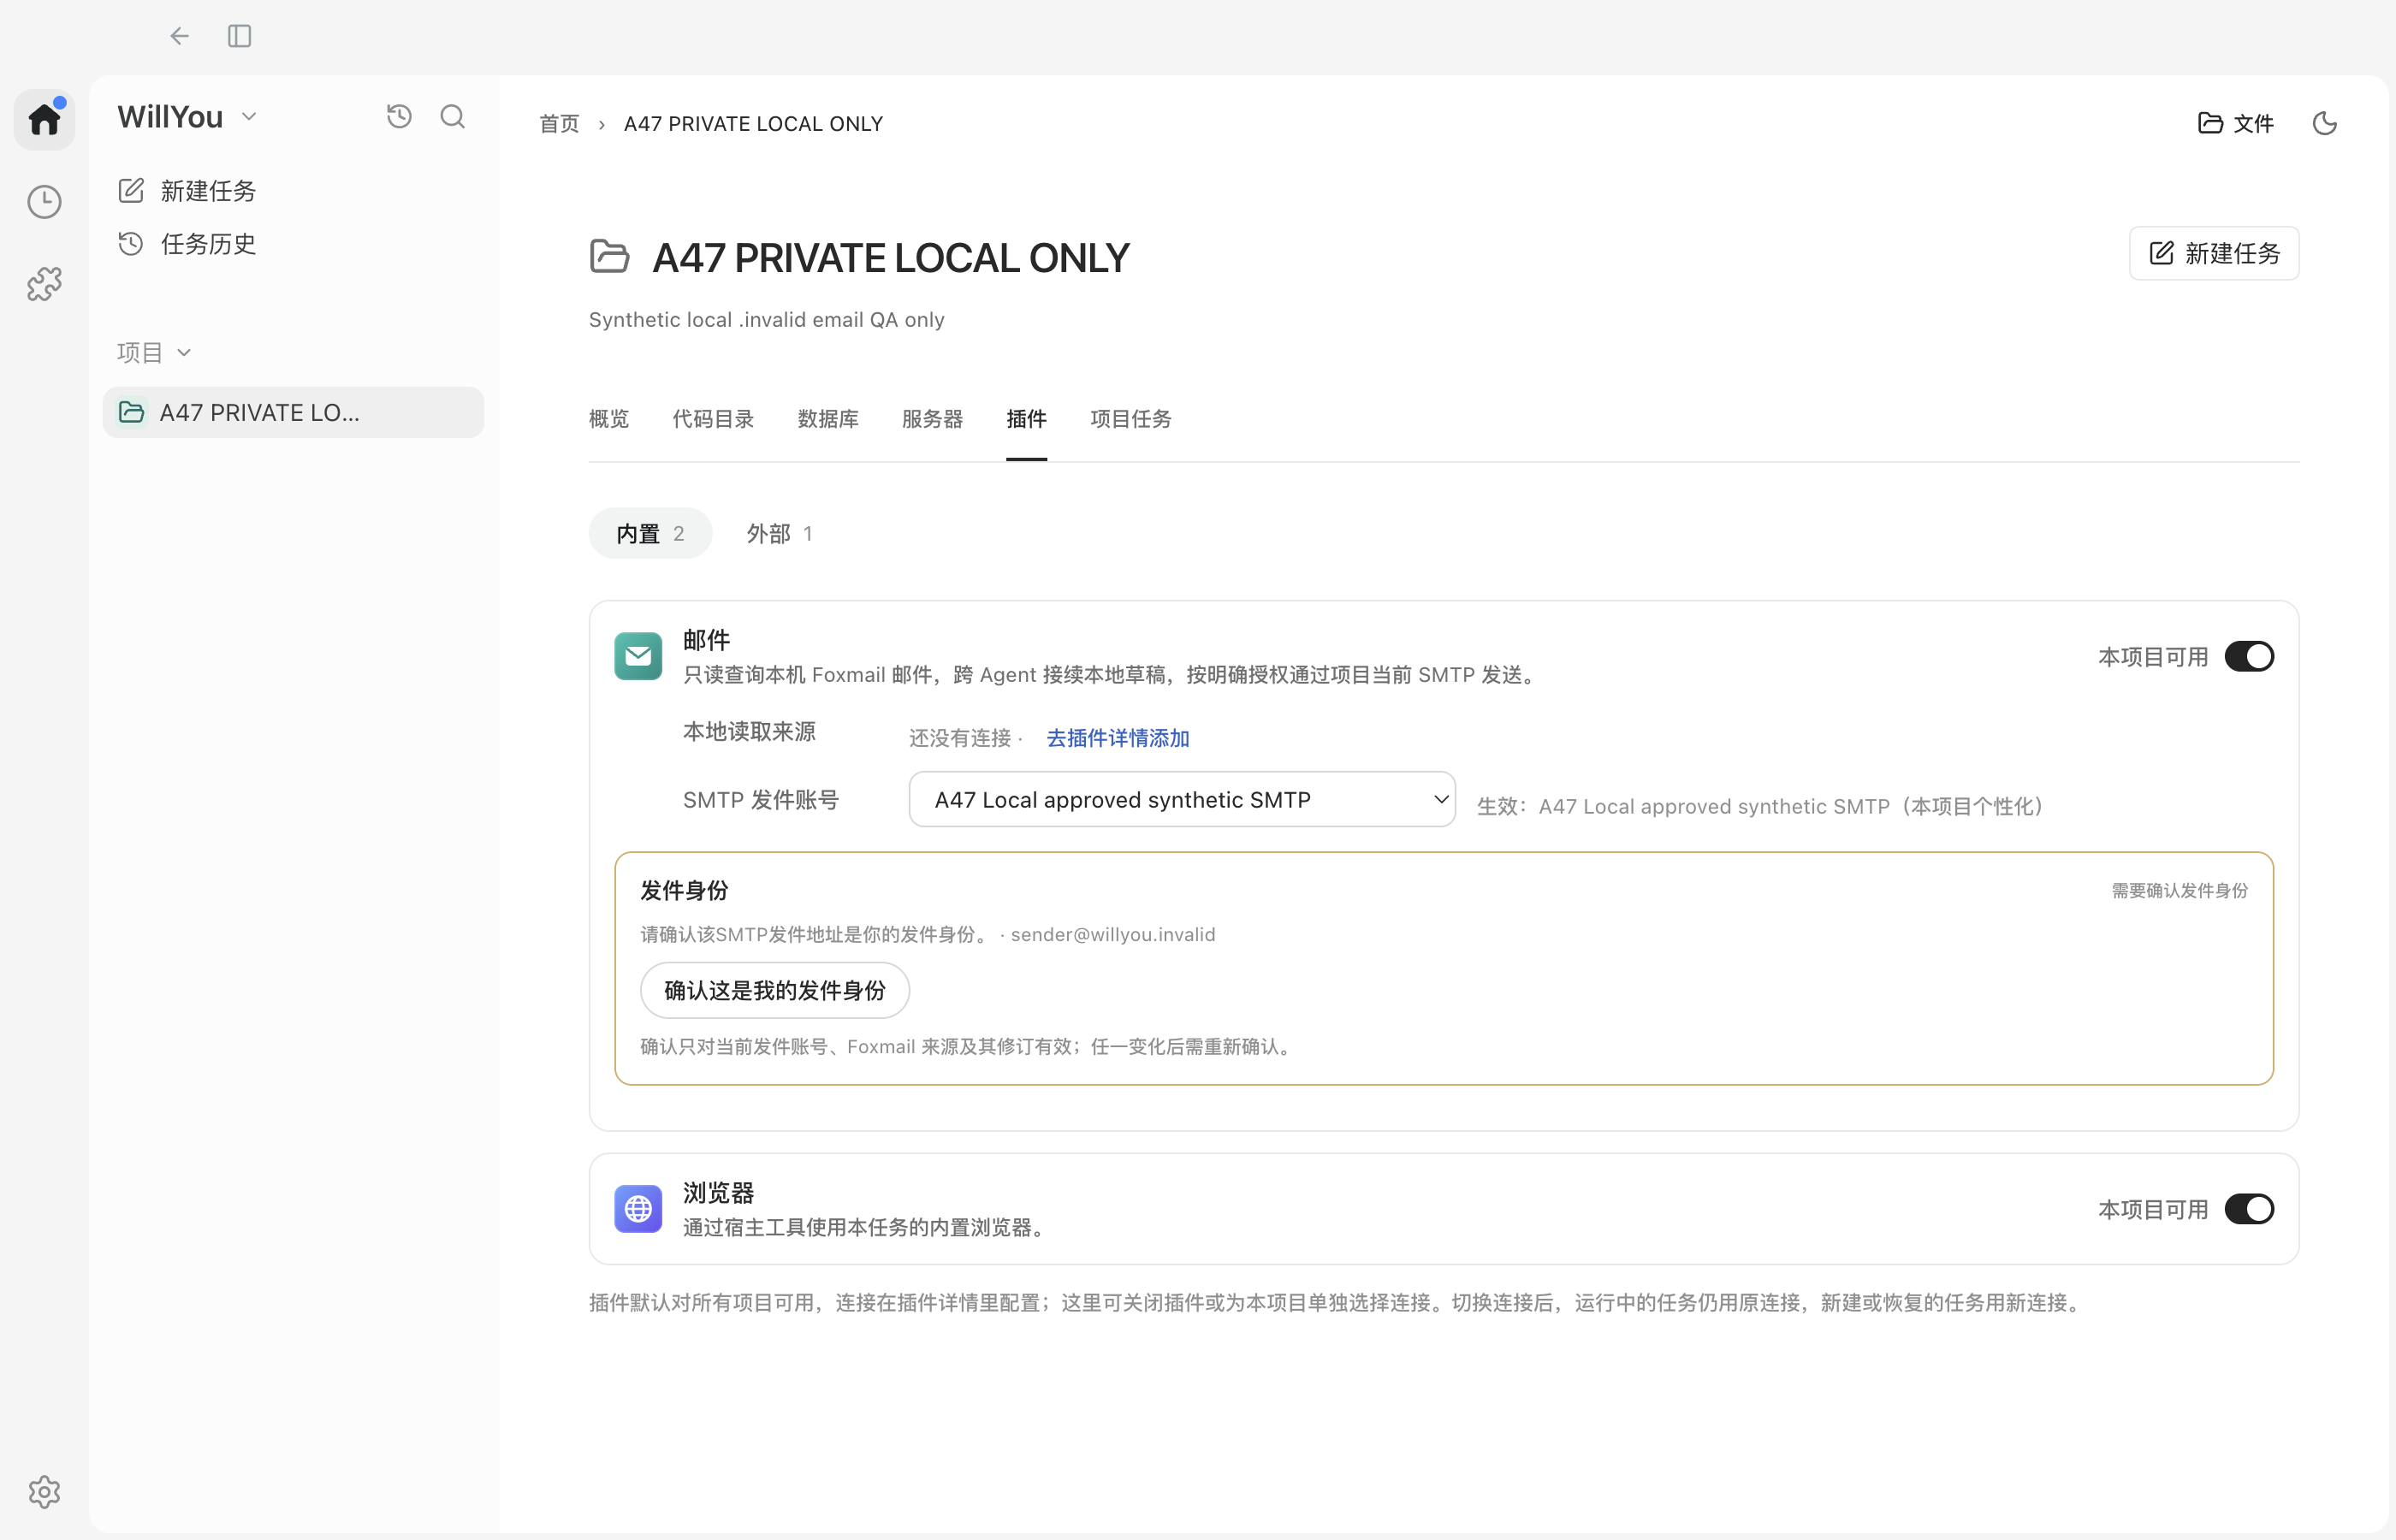 WillYou
新建任务
任务历史
项目
A47 PRIVATE LO...
首页 › A47 PRIVATE LOCAL ONLY
文件
A47 PRIVATE LOCAL ONLY
新建任务
Synthetic local .invalid email QA only
概览 代码目录 数据库 服务器 插件 项目任务
内置 2 外部 1
邮件
只读查询本机 Foxmail 邮件，跨 Agent 接续本地草稿，按明确授权通过项目当前 SMTP 发送。
本项目可用
本地读取来源 还没有连接 · 去插件详情添加
SMTP 发件账号 A47 Local approved synthetic SMTP 生效：A47 Local approved synthetic SMTP（本项目个性化）
发件身份 需要确认发件身份
请确认该SMTP发件地址是你的发件身份。 · sender@willyou.invalid
确认这是我的发件身份
确认只对当前发件账号、Foxmail 来源及其修订有效；任一变化后需重新确认。
浏览器
通过宿主工具使用本任务的内置浏览器。
本项目可用
插件默认对所有项目可用，连接在插件详情里配置；这里可关闭插件或为本项目单独选择连接。切换连接后，运行中的任务仍用原连接，新建或恢复的任务用新连接。